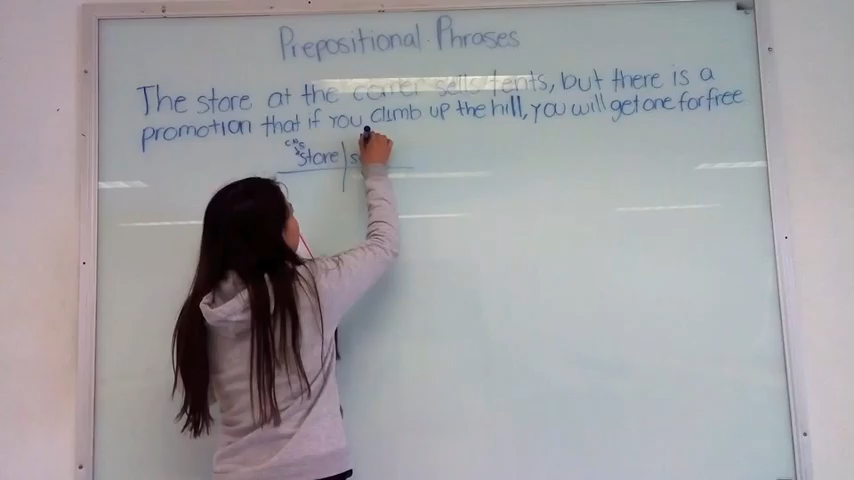 Prepositional Phrases
The store at the corner sells tents, but there is a
promotion that if you climb up the hill, you will get one for free
store s